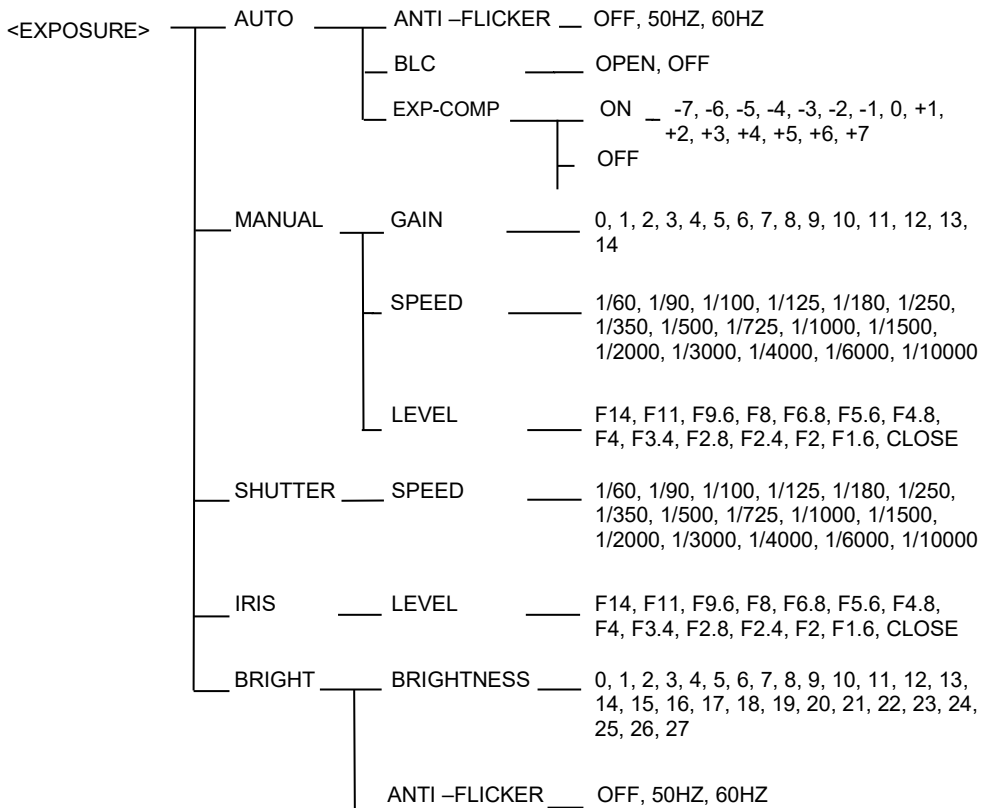 <EXPOSURE> AUTO ANTI –FLICKER OFF, 50HZ, 60HZ
BLC OPEN, OFF
EXP-COMP ON -7, -6, -5, -4, -3, -2, -1, 0, +1,
+2, +3, +4, +5, +6, +7
OFF
MANUAL GAIN 0, 1, 2, 3, 4, 5, 6, 7, 8, 9, 10, 11, 12, 13,
14
SPEED 1/60, 1/90, 1/100, 1/125, 1/180, 1/250,
1/350, 1/500, 1/725, 1/1000, 1/1500,
1/2000, 1/3000, 1/4000, 1/6000, 1/10000
LEVEL F14, F11, F9.6, F8, F6.8, F5.6, F4.8,
F4, F3.4, F2.8, F2.4, F2, F1.6, CLOSE
SHUTTER SPEED 1/60, 1/90, 1/100, 1/125, 1/180, 1/250,
1/350, 1/500, 1/725, 1/1000, 1/1500,
1/2000, 1/3000, 1/4000, 1/6000, 1/10000
IRIS LEVEL F14, F11, F9.6, F8, F6.8, F5.6, F4.8,
F4, F3.4, F2.8, F2.4, F2, F1.6, CLOSE
BRIGHT BRIGHTNESS 0, 1, 2, 3, 4, 5, 6, 7, 8, 9, 10, 11, 12, 13,
14, 15, 16, 17, 18, 19, 20, 21, 22, 23, 24,
25, 26, 27
ANTI –FLICKER OFF, 50HZ, 60HZ